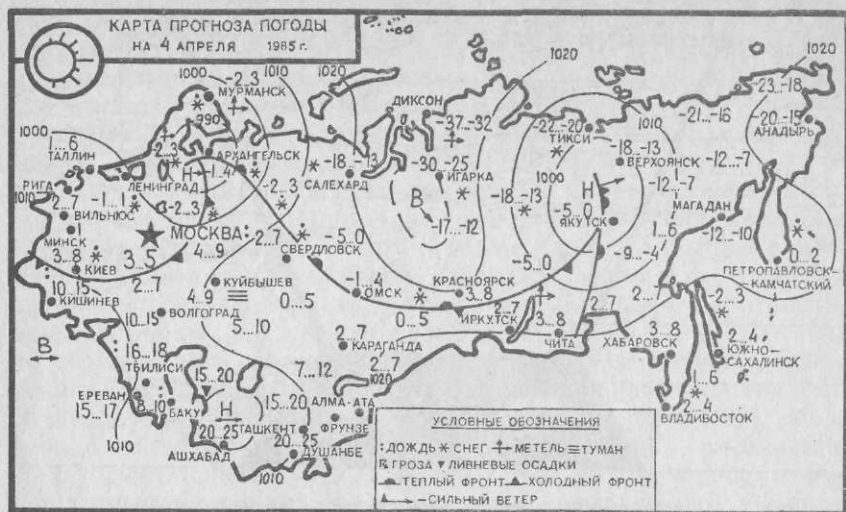 КАРТА ПРОГНОЗА ПОГОДЫ
НА 4 АПРЕЛЯ 1985 г.
1000
-2..3
1010
1020
МУРМАНСК
990
ДИКСОН
1020
1020
-37..-32
-23..-18
-20..-15
АНАДЫРЬ
1000
1...6
ТАЛЛИН
2..3
АРХАНГЕЛЬСК
-1..4
Н
-22..-20
ТИКСИ
1010
-21..-16
-18..-13
САЛЕХАРД
-30..-25
ИГАРКА
-18..-13
ВЕРХОЯНСК
-12..-7
РИГА
1010
ЛЕНИНГРАД
2..7
ВИЛЬНЮС
-1...1
-2..3
-2..3
В
-17..-12
-18..-13
1000
Н
-5...0
ЯКУТСК
-12..-7
МАГАДАН
-12..-10
МИНСК
3..8
КИЕВ
МОСКВА
3..5
4...9
2..7
-5...0
СВЕРДЛОВСК
-9...-4
1...6
0...2
ПЕТРОПАВЛОВСК-
КАМЧАТСКИЙ
10..15
КИШИНЕВ
2...7
КУЙБЫШЕВ
4..9
0...5
-1...4
ОМСК
КРАСНОЯРСК
3..8
-5...0
2...7
-2...3
10..15
ВОЛГОГРАД
5...10
0...5
ИРКУТСК
2..7
3...8
ЧИТА
2..7
ХАБАРОВСК
3...8
2..4
ЮЖНО-
САХАЛИНСК
В
2...7
КАРАГАНДА
16...18
ТБИЛИСИ
15..20
7...12
2...7
1020
1...6
ЕРЕВАН
15...17
8..10
БАКУ
Н
15...20
АЛМА-АТА
ФРУНЗЕ
2...4
ВЛАДИВОСТОК
1010
20...25
АШХАБАД
ТАШКЕНТ
20...25
ДУШАНБЕ
1010
УСЛОВНЫЕ ОБОЗНАЧЕНИЯ
ДОЖДЬ СНЕГ МЕТЕЛЬ ТУМАН
ГРОЗА ЛИВНЕВЫЕ ОСАДКИ
ТЕПЛЫЙ ФРОНТ ХОЛОДНЫЙ ФРОНТ
-СИЛЬНЫЙ ВЕТЕР